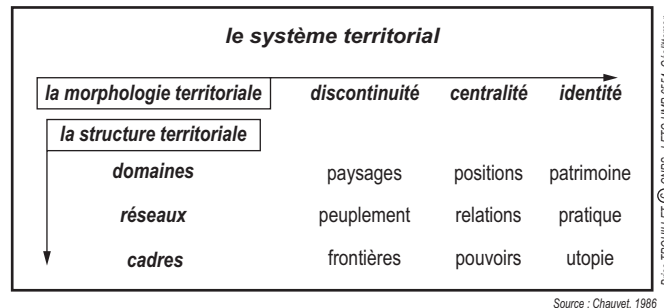 le système territorial
la morphologie territoriale discontinuité centralité identité
la structure territoriale
domaines paysages positions patrimoine
réseaux peuplement relations pratique
cadres frontières pouvoirs utopie
Source : Chauvet, 1986